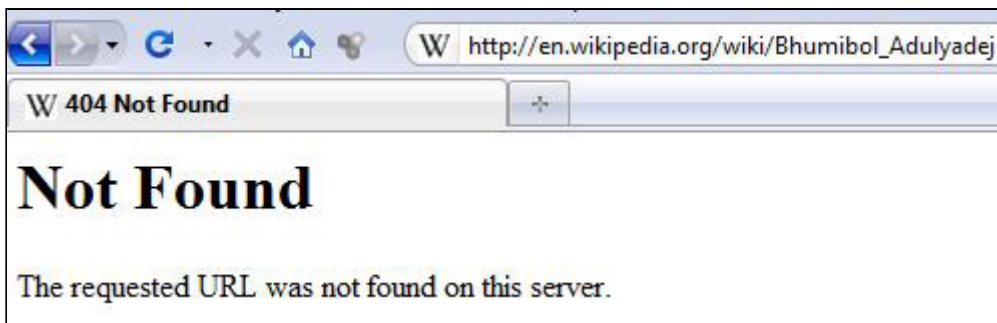 W http://en.wikipedia.org/wiki/Bhumibol_Adulyadej
W 404 Not Found
Not Found
The requested URL was not found on this server.